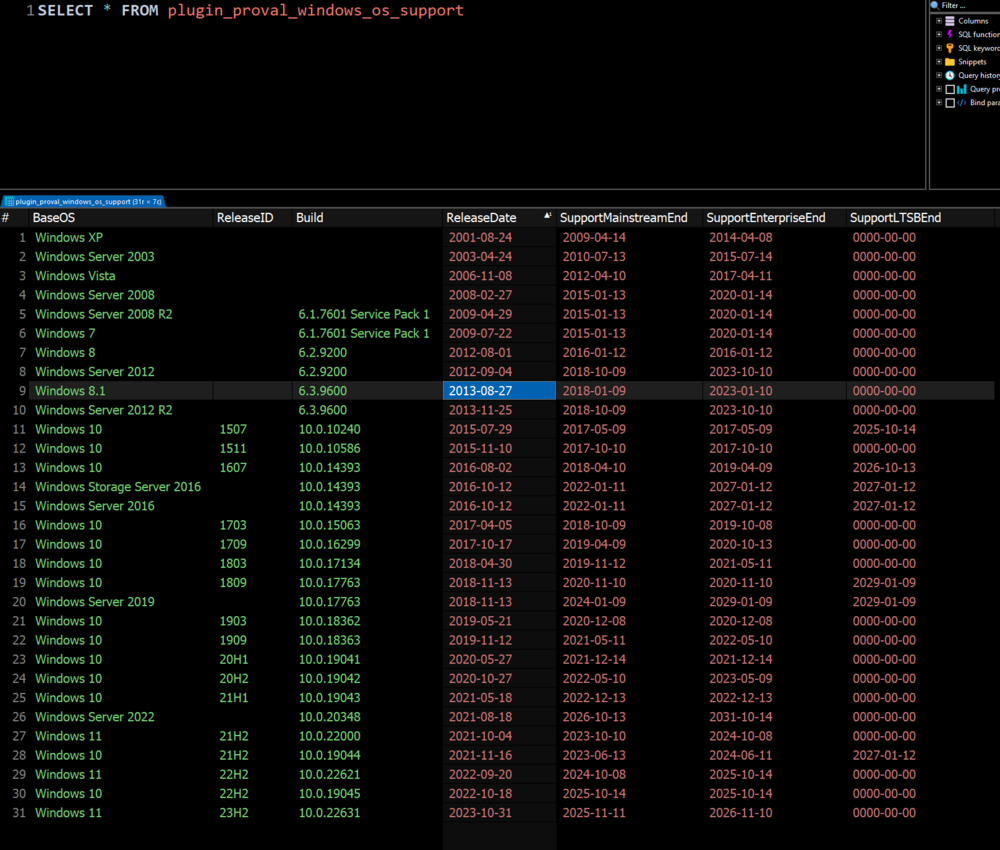 1 SELECT * FROM plugin_proval_windows_os_support
Filter ...
Columns
SQL function
SQL keywor
Snippets
Query history
Query pr
Bind para
plugin_proval_windows_os_support (31r × 7c)
# BaseOS ReleaseID Build ReleaseDate SupportMainstreamEnd SupportEnterpriseEnd SupportLTSBEnd
1 Windows XP 2001-08-24 2009-04-14 2014-04-08 0000-00-00
2 Windows Server 2003 2003-04-24 2010-07-13 2015-07-14 0000-00-00
3 Windows Vista 2006-11-08 2012-04-10 2017-04-11 0000-00-00
4 Windows Server 2008 2008-02-27 2015-01-13 2020-01-14 0000-00-00
5 Windows Server 2008 R2 6.1.7601 Service Pack 1 2009-04-29 2015-01-13 2020-01-14 0000-00-00
6 Windows 7 6.1.7601 Service Pack 1 2009-07-22 2015-01-13 2020-01-14 0000-00-00
7 Windows 8 6.2.9200 2012-08-01 2016-01-12 2016-01-12 0000-00-00
8 Windows Server 2012 6.2.9200 2012-09-04 2018-10-09 2023-10-10 0000-00-00
9 Windows 8.1 6.3.9600 2013-08-27 2018-01-09 2023-01-10 0000-00-00
10 Windows Server 2012 R2 6.3.9600 2013-11-25 2018-10-09 2023-10-10 0000-00-00
11 Windows 10 1507 10.0.10240 2015-07-29 2017-05-09 2017-05-09 2025-10-14
12 Windows 10 1511 10.0.10586 2015-11-10 2017-10-10 2017-10-10 0000-00-00
13 Windows 10 1607 10.0.14393 2016-08-02 2018-04-10 2019-04-09 2026-10-13
14 Windows Storage Server 2016 10.0.14393 2016-10-12 2022-01-11 2027-01-12 2027-01-12
15 Windows Server 2016 10.0.14393 2016-10-12 2022-01-11 2027-01-12 2027-01-12
16 Windows 10 1703 10.0.15063 2017-04-05 2018-10-09 2019-10-08 0000-00-00
17 Windows 10 1709 10.0.16299 2017-10-17 2019-04-09 2020-10-13 0000-00-00
18 Windows 10 1803 10.0.17134 2018-04-30 2019-11-12 2021-05-11 0000-00-00
19 Windows 10 1809 10.0.17763 2018-11-13 2020-11-10 2020-11-10 2029-01-09
20 Windows Server 2019 10.0.17763 2018-11-13 2024-01-09 2029-01-09 2029-01-09
21 Windows 10 1903 10.0.18362 2019-05-21 2020-12-08 2020-12-08 0000-00-00
22 Windows 10 1909 10.0.18363 2019-11-12 2021-05-11 2022-05-10 0000-00-00
23 Windows 10 20H1 10.0.19041 2020-05-27 2021-12-14 2021-12-14 0000-00-00
24 Windows 10 20H2 10.0.19042 2020-10-27 2022-05-10 2023-05-09 0000-00-00
25 Windows 10 21H1 10.0.19043 2021-05-18 2022-12-13 2022-12-13 0000-00-00
26 Windows Server 2022 10.0.20348 2021-08-18 2026-10-13 2031-10-14 0000-00-00
27 Windows 11 21H2 10.0.22000 2021-10-04 2023-10-10 2024-10-08 0000-00-00
28 Windows 10 21H2 10.0.19044 2021-11-16 2023-06-13 2024-06-11 2027-01-12
29 Windows 11 22H2 10.0.22621 2022-09-20 2024-10-08 2025-10-14 0000-00-00
30 Windows 10 22H2 10.0.19045 2022-10-18 2025-10-14 2025-10-14 0000-00-00
31 Windows 11 23H2 10.0.22631 2023-10-31 2025-11-11 2026-11-10 0000-00-00